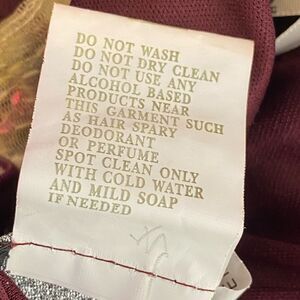 DO NOT WASH
DO NOT DRY CLEAN
DO NOT USE ANY
ALCOHOL BASED
PRODUCTS NEAR
THIS GARMENT SUCH
AS HAIR SPARY
DEODORANT
OR PERFUME
SPOT CLEAN ONLY
WITH COLD WATER
AND MILD SOAP
IF NEEDED